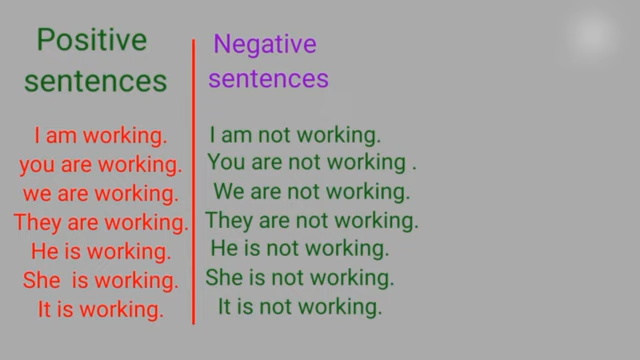 Positive
sentences
I am working.
you are working.
we are working.
They are working.
He is working.
She is working.
It is working.
Negative
sentences
I am not working.
You are not working .
We are not working.
They are not working.
He is not working.
She is not working.
It is not working.